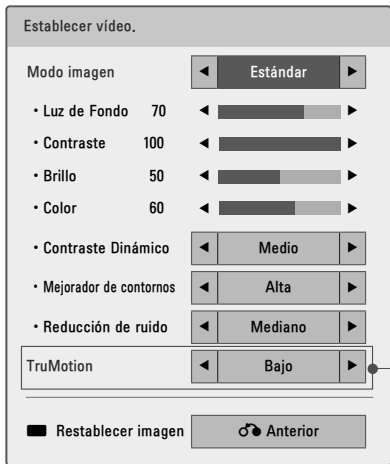 Establecer vídeo.
Modo imagen ◀ Estándar ▶
• Luz de Fondo 70 ◀ ▶
• Contraste 100 ◀ ▶
• Brillo 50 ◀ ▶
• Color 60 ◀ ▶
• Contraste Dinámico ◀ Medio ▶
• Mejorador de contornos ◀ Alta ▶
• Reducción de ruido ◀ Mediano ▶
TruMotion ◀ Bajo ▶
Restablecer imagen Anterior